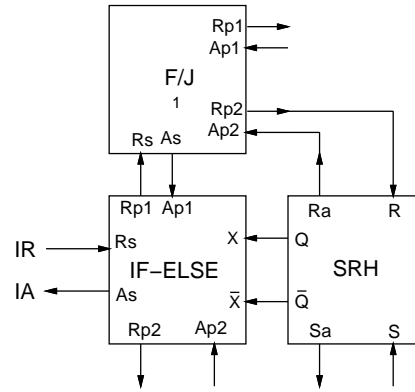 Rp1
Ap1
F/J
1
Rp2
Ap2
Rs As
Rp1 Ap1
Ra R
IR Rs X Q
IF−ELSE SRH
IA As X̅ Q̅
Rp2 Ap2 Sa S